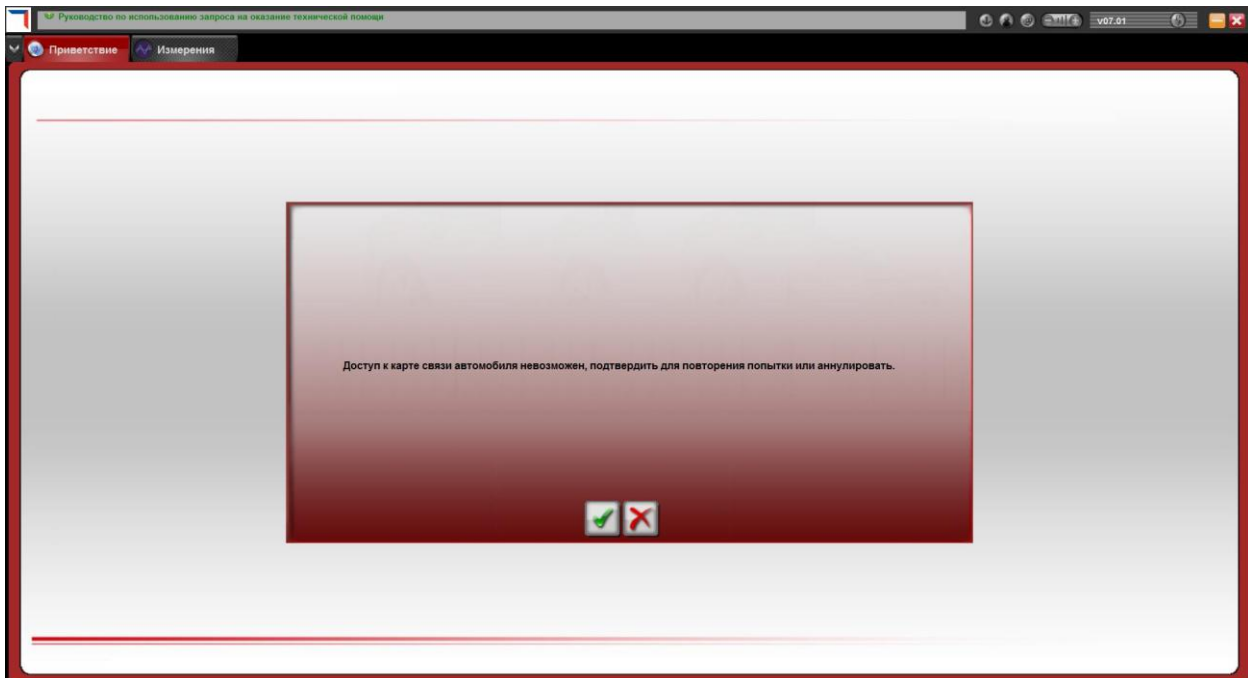 Руководство по использованию запроса на оказание технической помощи
v07.01
Приветствие
Измерения
Доступ к карте связи автомобиля невозможен, подтвердить для повторения попытки или аннулировать.